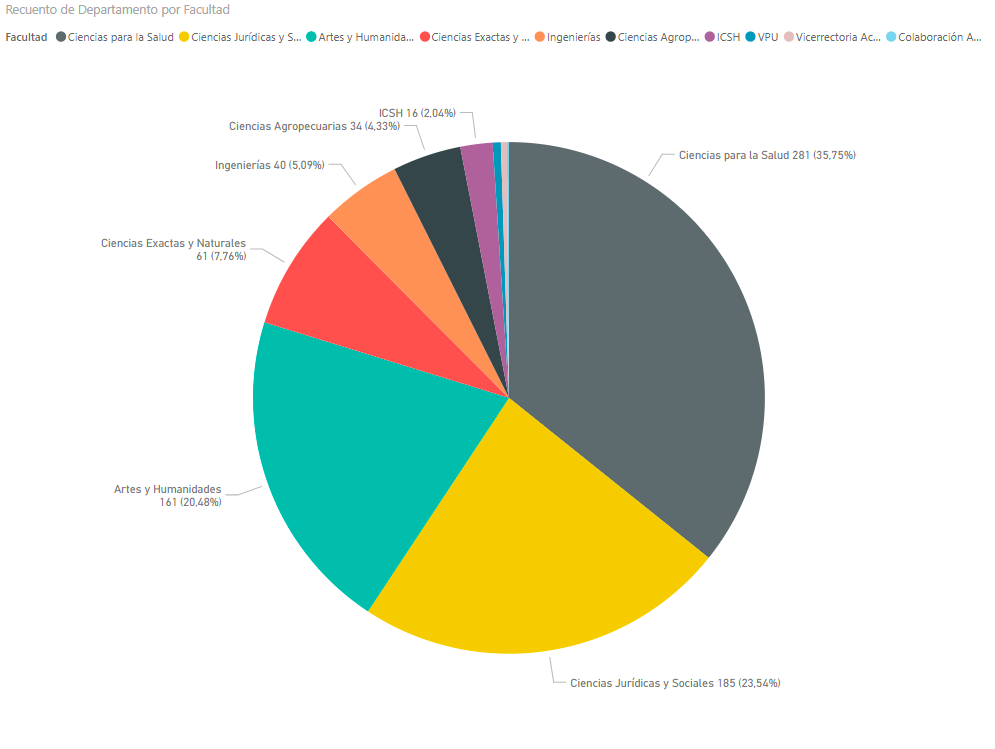 Recuento de Departamento por Facultad
Facultad Ciencias para la Salud Ciencias Jurídicas y S... Artes y Humanida... Ciencias Exactas y ... Ingenierías Ciencias Agrop... ICSH VPU Vicerrectoria Ac... Colaboración A...
ICSH 16 (2,04%)
Ciencias Agropecuarias 34 (4,33%)
Ciencias para la Salud 281 (35,75%)
Ingenierías 40 (5,09%)
Ciencias Exactas y Naturales
61 (7,76%)
Artes y Humanidades
161 (20,48%)
Ciencias Jurídicas y Sociales 185 (23,54%)